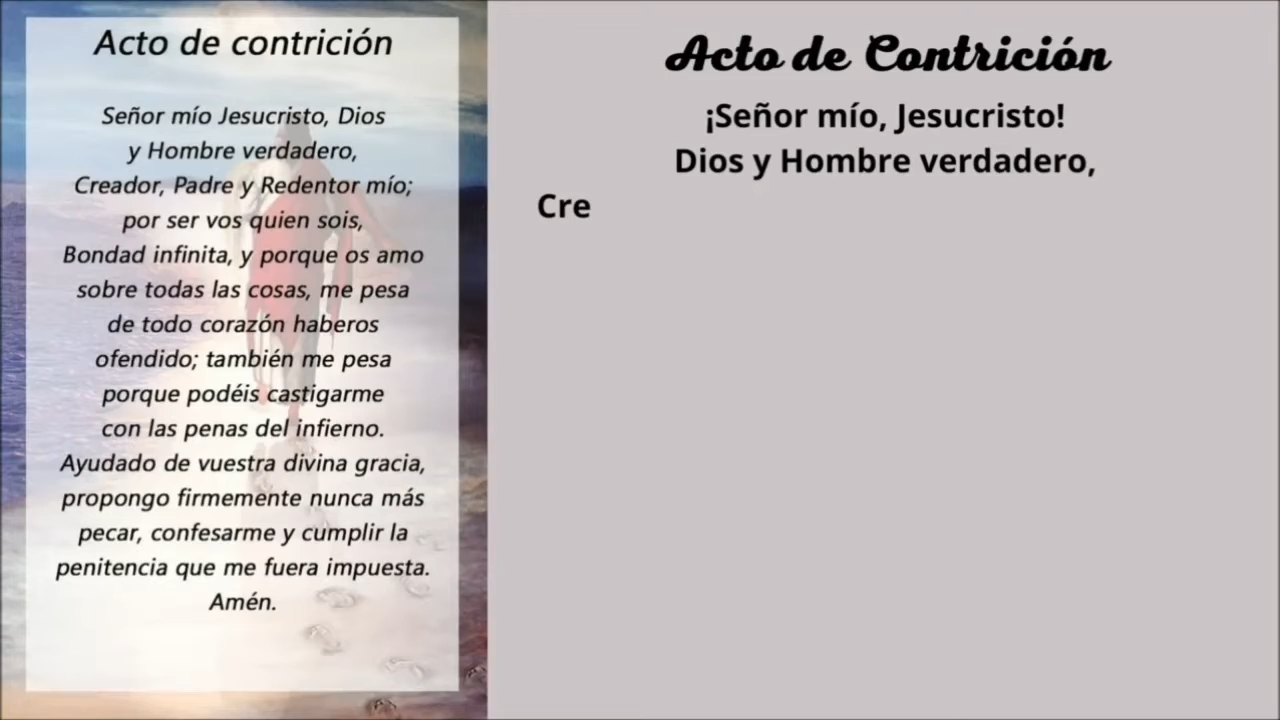 Acto de contrición
Señor mío Jesucristo, Dios
y Hombre verdadero,
Creador, Padre y Redentor mío;
por ser vos quien sois,
Bondad infinita, y porque os amo
sobre todas las cosas, me pesa
de todo corazón haberos
ofendido; también me pesa
porque podéis castigarme
con las penas del infierno.
Ayudado de vuestra divina gracia,
propongo firmemente nunca más
pecar, confesarme y cumplir la
penitencia que me fuera impuesta.
Amén.
Acto de Contrición
¡Señor mío, Jesucristo!
Dios y Hombre verdadero,
Cre